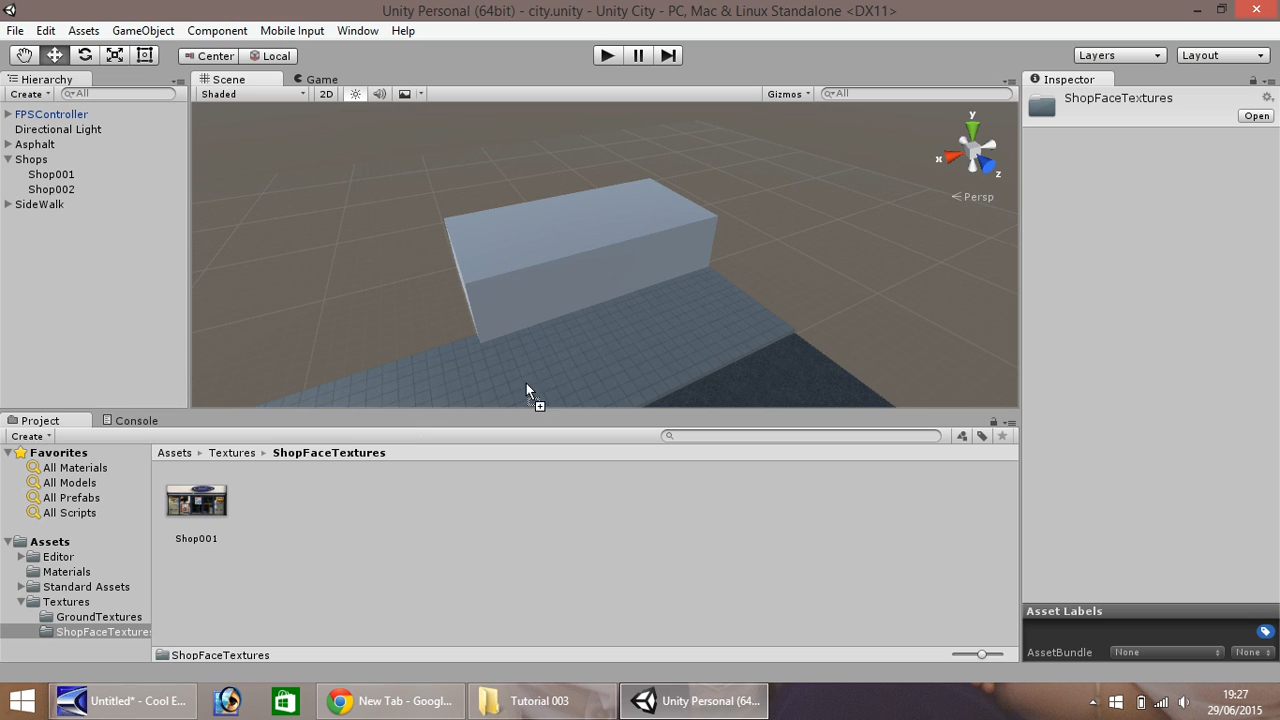 Unity Personal (64bit) - city.unity - Unity City - PC, Mac & Linux Standalone <DX11>
File Edit Assets GameObject Component Mobile Input Window Help
Center Local Layers Layout
Hierarchy Scene Game Inspector
Create All Shaded 2D Gizmos All
ShopFaceTextures
Open
FPSController
Directional Light
Asphalt
Shops
Shop001
Shop002
SideWalk
y
x
z
Persp
Project Console
Create
Favorites
All Materials
All Models
All Prefabs
All Scripts
Assets
Editor
Materials
Standard Assets
Textures
GroundTextures
ShopFaceTextures
Assets Textures ShopFaceTextures
Shop001
ShopFaceTextures
Asset Labels
AssetBundle None None
Untitled* - Cool E... New Tab - Googl... Tutorial 003 Unity Personal (64...
19:27
29/06/2015